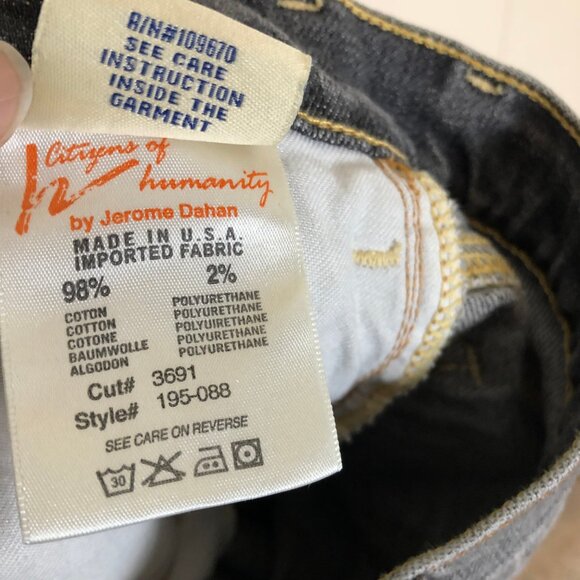 R/N#109670
SEE CARE
INSTRUCTION
INSIDE THE
GARMENT
Citizens of
humanity
by Jerome Dahan
MADE IN U.S.A.
IMPORTED FABRIC
98% 2%
COTON POLYURETHANE
COTTON POLYURETHANE
COTONE POLYURETHANE
BAUMWOLLE POLYURETHANE
ALGODON POLYURETHANE
Cut# 3691
Style# 195-088
SEE CARE ON REVERSE
30